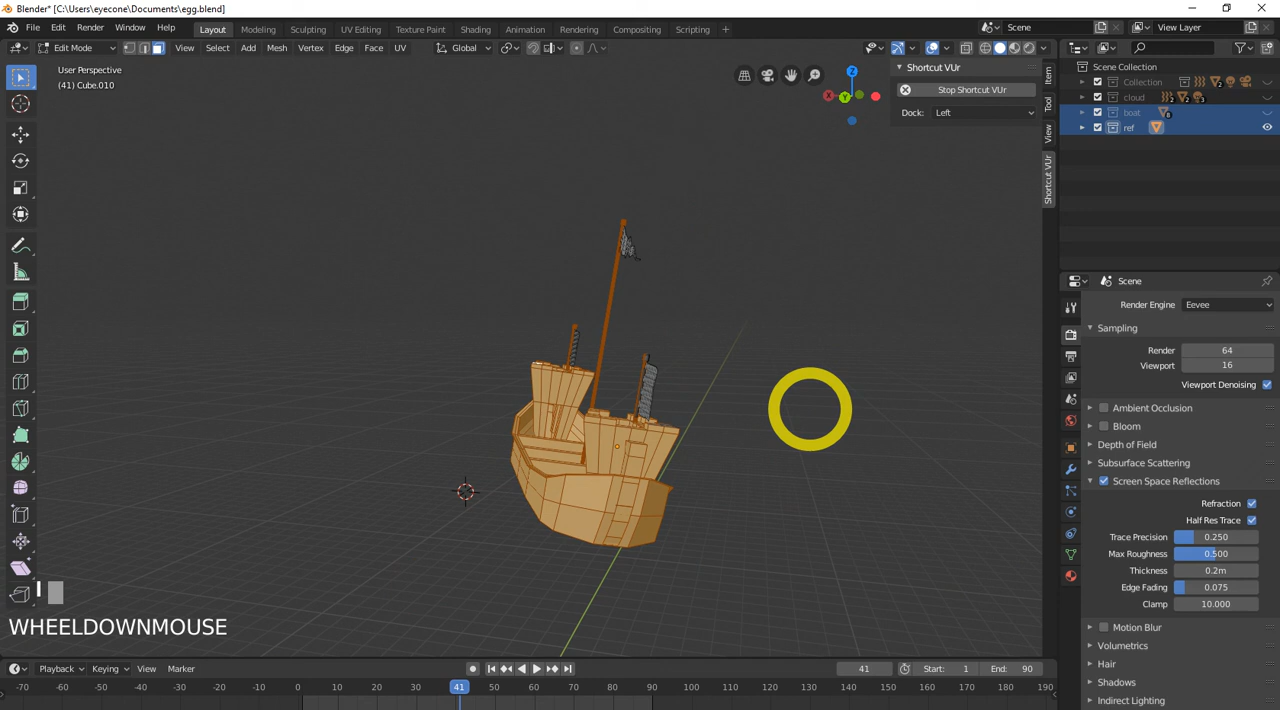 Blender* [C:\Users\eyecone\Documents\egg.blend]
File Edit Render Window Help Layout Modeling Sculpting UV Editing Texture Paint Shading Animation Rendering Compositing Scripting + Scene View Layer
Edit Mode View Select Add Mesh Vertex Edge Face UV Global
User Perspective
(41) Cube.010
Z
Y
X
Shortcut VUr
Stop Shortcut VUr
Dock: Left
Item
Tool
View
Shortcut VUr
Scene Collection
Collection 2
cloud 2 2 3
boat 8
ref
Scene
Render Engine Eevee
Sampling
Render 64
Viewport 16
Viewport Denoising
Ambient Occlusion
Bloom
Depth of Field
Subsurface Scattering
Screen Space Reflections
Refraction
Half Res Trace
Trace Precision 0.250
Max Roughness 0.500
Thickness 0.2m
Edge Fading 0.075
Clamp 10.000
Motion Blur
Volumetrics
Hair
Shadows
Indirect Lighting
WHEELDOWNMOUSE
Playback Keying View Marker 41 Start: 1 End: 90
-70 -60 -50 -40 -30 -20 -10 0 10 20 30 41 50 60 70 80 90 100 110 120 130 140 150 160 170 180 190